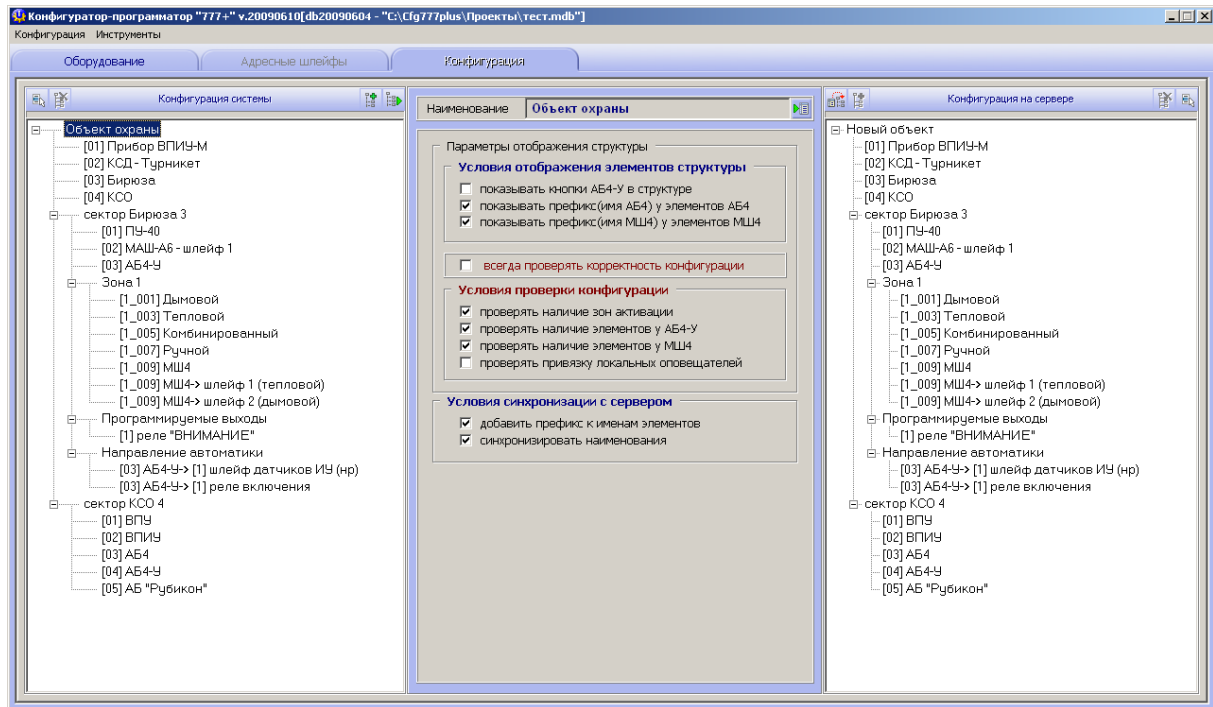 Конфигуратор-программатор "777+" v.20090610[db20090604 - "C:\Cfg777plus\Проекты\тест.mdb"]
Конфигурация Инструменты
Оборудование Адресные шлейфы Конфигурация
Конфигурация системы
Объект охраны
[01] Прибор ВПИУ-М
[02] КСД - Турникет
[03] Бирюза
[04] КСО
сектор Бирюза 3
[01] ПУ-40
[02] МАШ-А6 - шлейф 1
[03] АБ4-У
Зона 1
[1_001] Дымовой
[1_003] Тепловой
[1_005] Комбинированный
[1_007] Ручной
[1_009] МШ4
[1_009] МШ4-> шлейф 1 (тепловой)
[1_009] МШ4-> шлейф 2 (дымовой)
Программируемые выходы
[1] реле "ВНИМАНИЕ"
Направление автоматики
[03] АБ4-У-> [1] шлейф датчиков ИУ (нр)
[03] АБ4-У-> [1] реле включения
сектор КСО 4
[01] ВПУ
[02] ВПИУ
[03] АБ4
[04] АБ4-У
[05] АБ "Рубикон"
Наименование Объект охраны
Параметры отображения структуры
Условия отображения элементов структуры
показывать кнопки АБ4-У в структуре
показывать префикс(имя АБ4) у элементов АБ4
показывать префикс(имя МШ4) у элементов МШ4
всегда проверять корректность конфигурации
Условия проверки конфигурации
проверять наличие зон активации
проверять наличие элементов у АБ4-У
проверять наличие элементов у МШ4
проверять привязку локальных оповещателей
Условия синхронизации с сервером
добавить префикс к именам элементов
синхронизировать наименования
Конфигурация на сервере
Новый объект
[01] Прибор ВПИУ-М
[02] КСД - Турникет
[03] Бирюза
[04] КСО
сектор Бирюза 3
[01] ПУ-40
[02] МАШ-А6 - шлейф 1
[03] АБ4-У
Зона 1
[1_001] Дымовой
[1_003] Тепловой
[1_005] Комбинированный
[1_007] Ручной
[1_009] МШ4
[1_009] МШ4-> шлейф 1 (тепловой)
[1_009] МШ4-> шлейф 2 (дымовой)
Программируемые выходы
[1] реле "ВНИМАНИЕ"
Направление автоматики
[03] АБ4-У-> [1] шлейф датчиков ИУ (нр)
[03] АБ4-У-> [1] реле включения
сектор КСО 4
[01] ВПУ
[02] ВПИУ
[03] АБ4
[04] АБ4-У
[05] АБ "Рубикон"